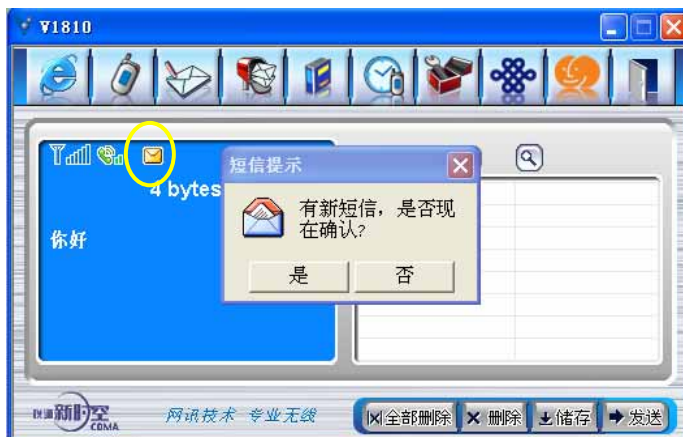 V1810
短信提示
4 bytes
有新短信，是否现
在确认?
你好
是
否
新时空
CDMA
网讯技术 专业无线
全部删除
删除
储存
发送